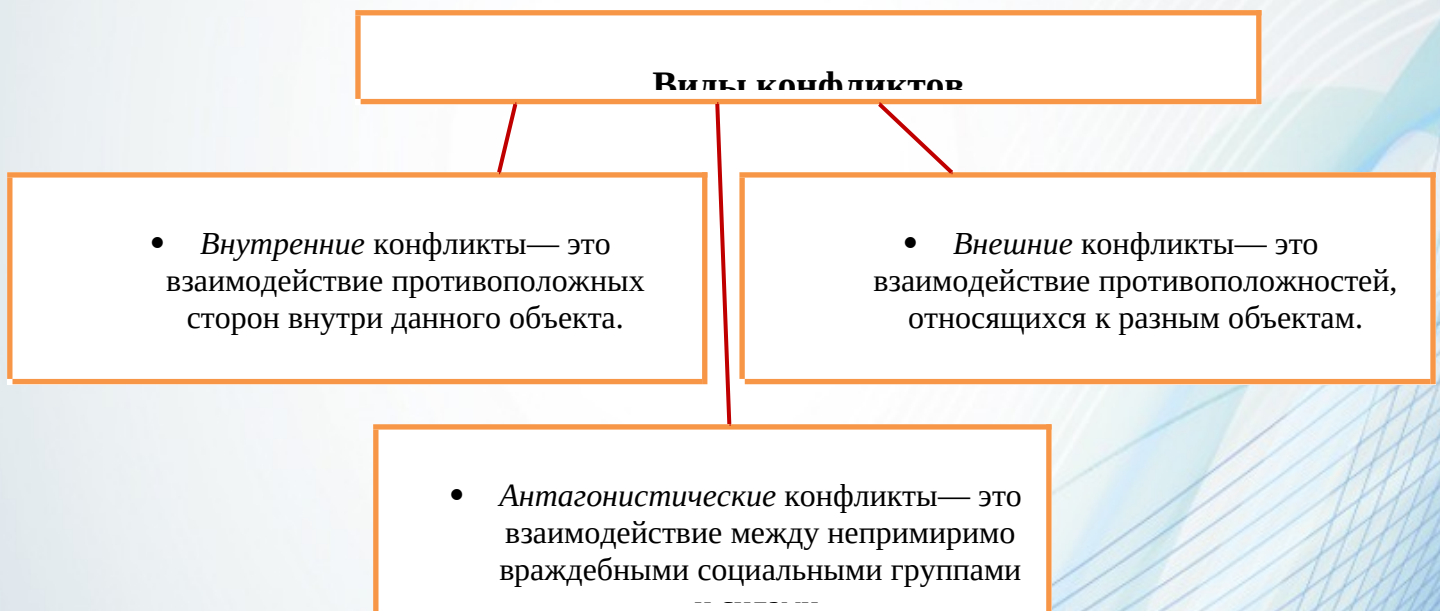 Виды конфликтов
• Внутренние конфликты— это
взаимодействие противоположных
сторон внутри данного объекта.
• Внешние конфликты— это
взаимодействие противоположностей,
относящихся к разным объектам.
• Антагонистические конфликты— это
взаимодействие между непримиримо
враждебными социальными группами